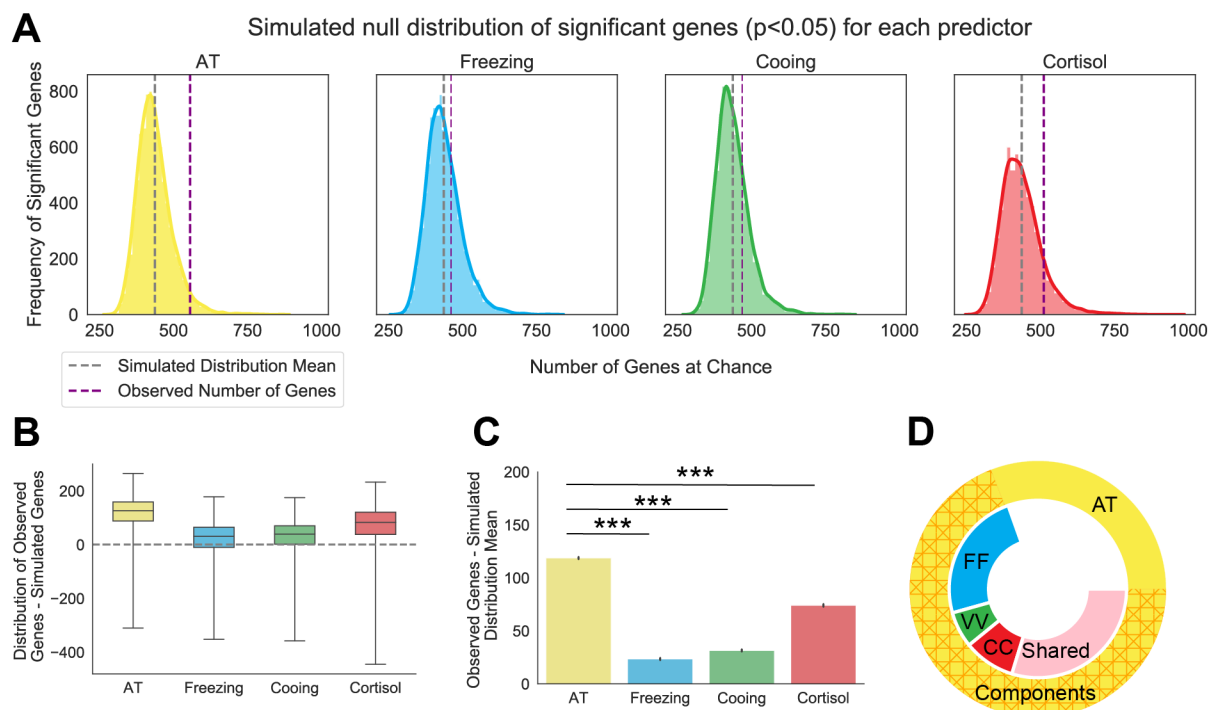 A
Simulated null distribution of significant genes (p<0.05) for each predictor
AT
Freezing
Cooing
Cortisol
Frequency of Significant Genes
800
600
400
200
0
250 500 750 1000
250 500 750 1000
250 500 750 1000
250 500 750 1000
Number of Genes at Chance
Simulated Distribution Mean
Observed Number of Genes
B
Distribution of Observed
Genes - Simulated Genes
200
0
−200
−400
AT
Freezing
Cooing
Cortisol
C
Observed Genes - Simulated
Distribution Mean
200
150
100
50
0
***
***
***
AT
Freezing
Cooing
Cortisol
D
AT
FF
VV
CC
Shared
Components